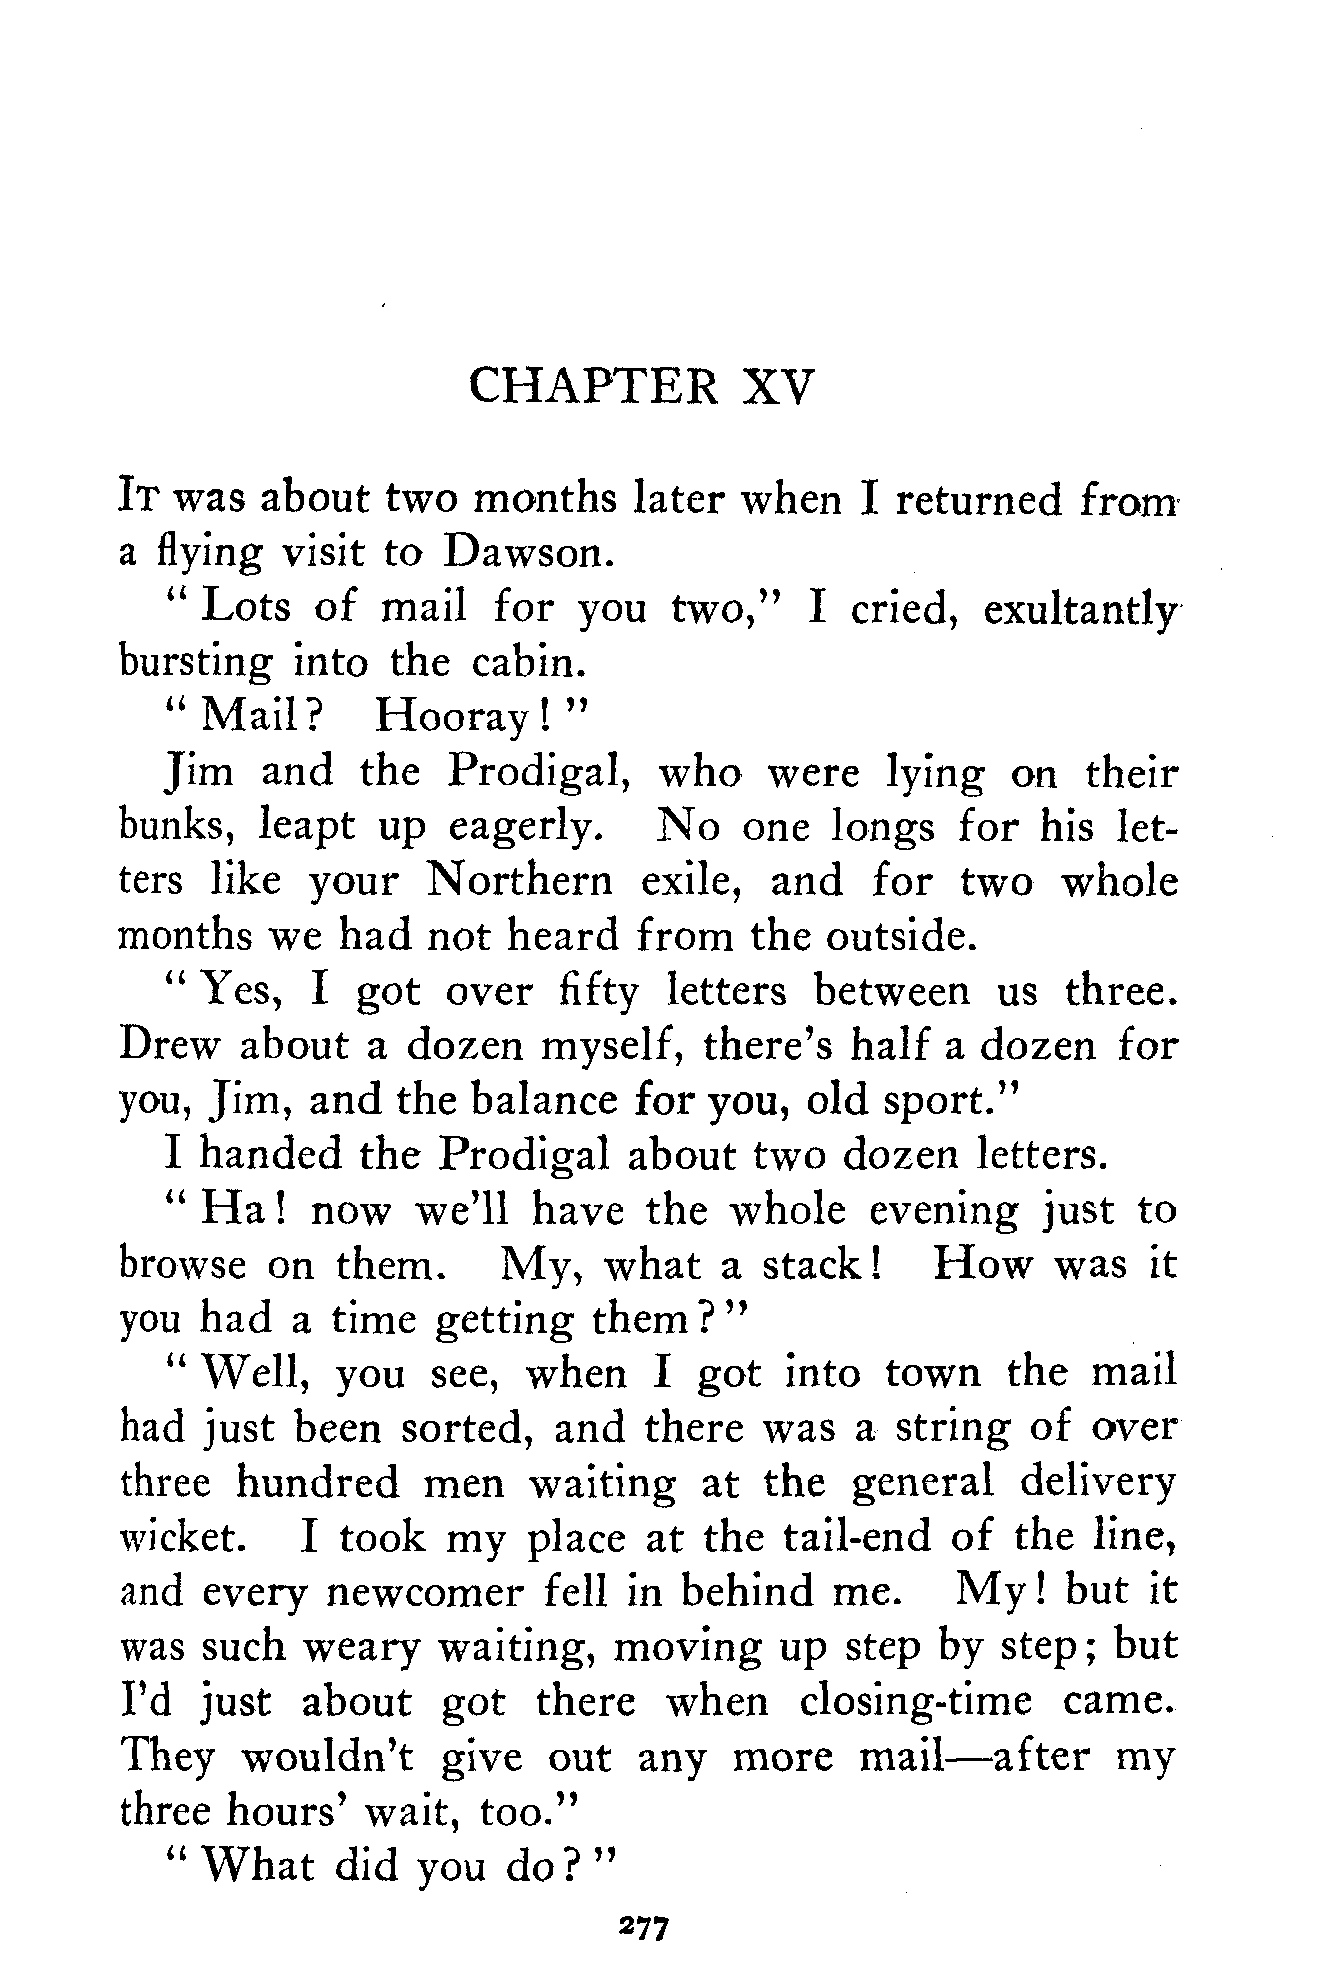 CHAPTER XV
IT was about two months later when I returned from
a flying visit to Dawson.
" Lots of mail for you two," I cried, exultantly
bursting into the cabin.
" Mail? Hooray! "
Jim and the Prodigal, who were lying on their
bunks, leapt up eagerly. No one longs for his let-
ters like your Northern exile, and for two whole
months we had not heard from the outside.
" Yes, I got over fifty letters between us three.
Drew about a dozen myself, there's half a dozen for
you, Jim, and the balance for you, old sport."
I handed the Prodigal about two dozen letters.
" Ha! now we'll have the whole evening just to
browse on them. My, what a stack! How was it
you had a time getting them? "
" Well, you see, when I got into town the mail
had just been sorted, and there was a string of over
three hundred men waiting at the general delivery
wicket. I took my place at the tail-end of the line,
and every newcomer fell in behind me. My! but it
was such weary waiting, moving up step by step; but
I'd just about got there when closing-time came.
They wouldn't give out any more mail—after my
three hours' wait, too."
" What did you do? "
277